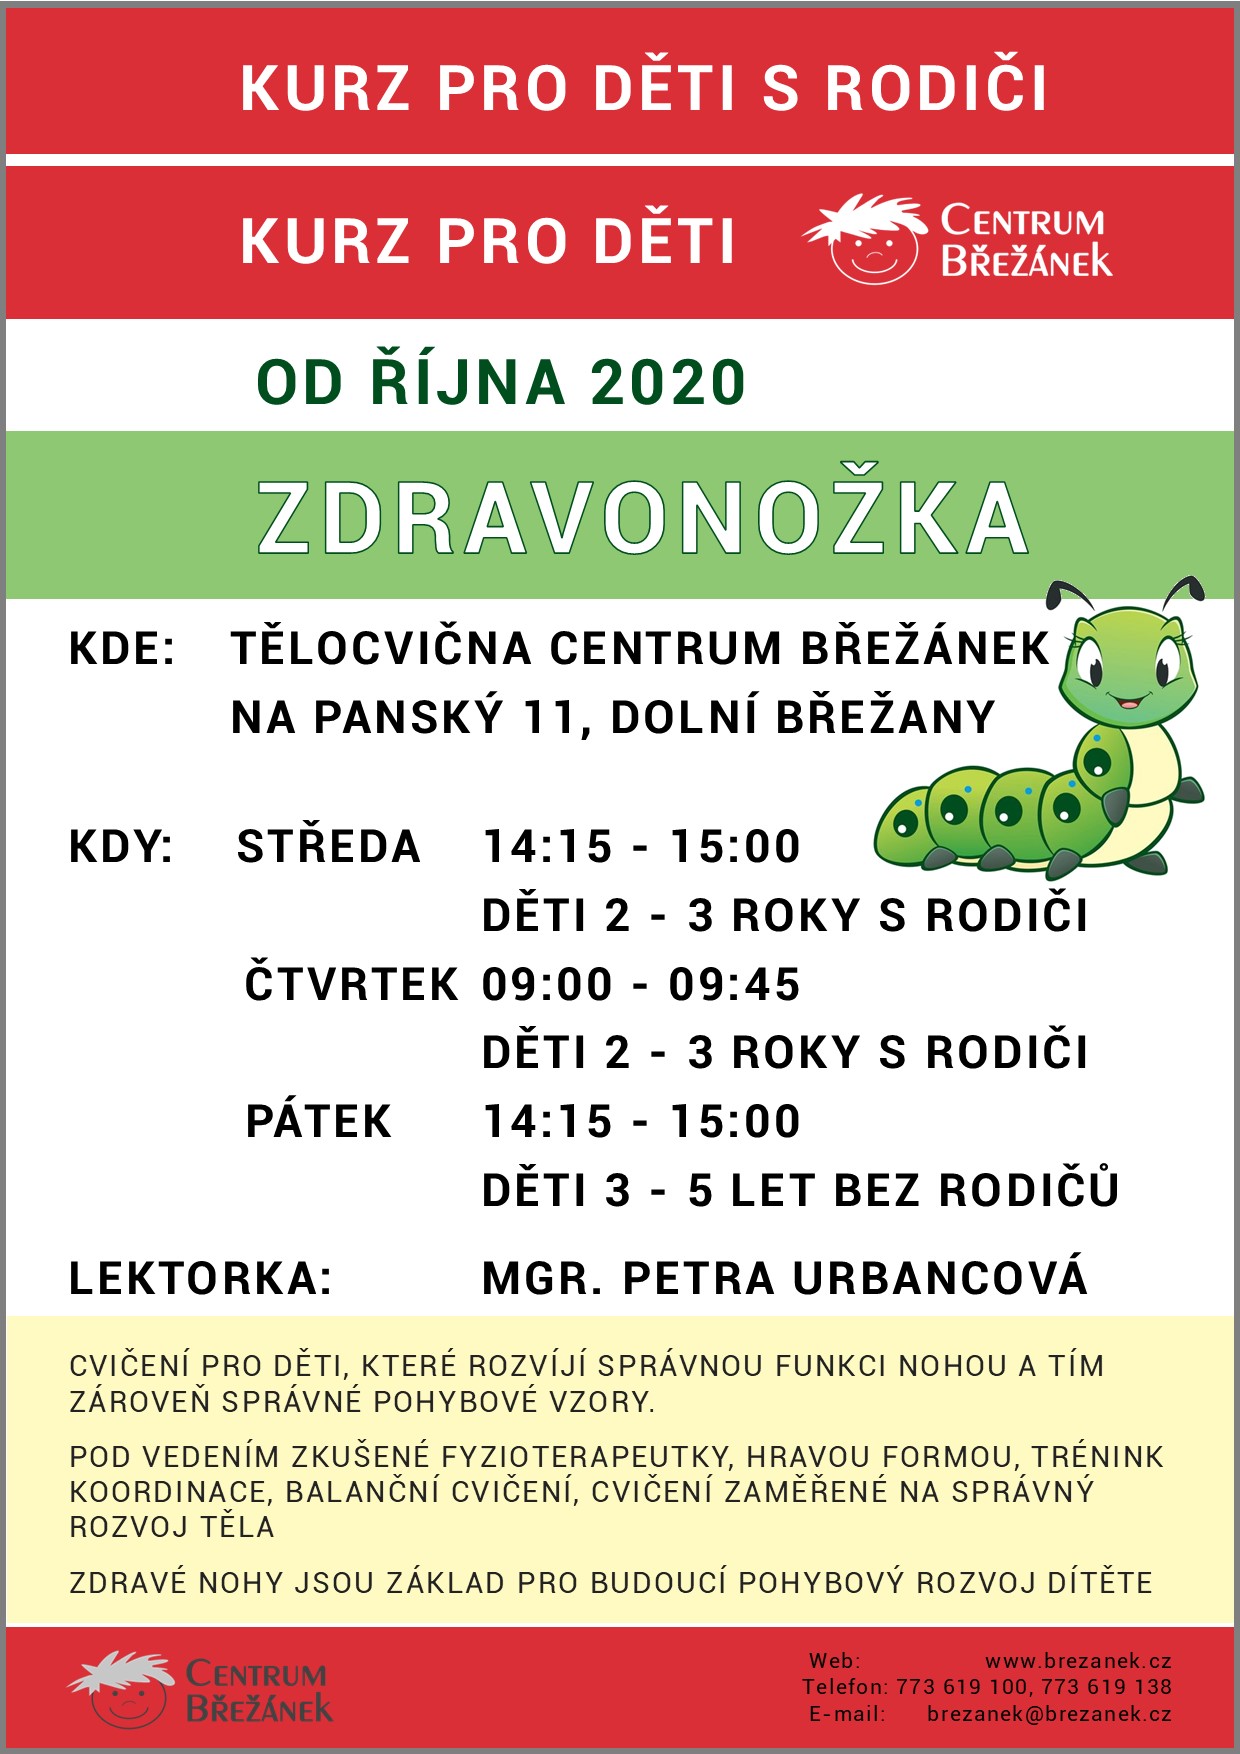 KURZ PRO DĚTI S RODIČI
KURZ PRO DĚTI
CENTRUM
BŘEŽÁNEK
OD ŘÍJNA 2020
ZDRAVONOŽKA
KDE: TĚLOCVIČNA CENTRUM BŘEŽÁNEK
NA PANSKÝ 11, DOLNÍ BŘEŽANY
KDY: STŘEDA 14:15 - 15:00
DĚTI 2 - 3 ROKY S RODIČI
ČTVRTEK 09:00 - 09:45
DĚTI 2 - 3 ROKY S RODIČI
PÁTEK 14:15 - 15:00
DĚTI 3 - 5 LET BEZ RODIČŮ
LEKTORKA: MGR. PETRA URBANCOVÁ
CVIČENÍ PRO DĚTI, KTERÉ ROZVÍJÍ SPRÁVNOU FUNKCI NOHOU A TÍM
ZÁROVEŇ SPRÁVNÉ POHYBOVÉ VZORY.
POD VEDENÍM ZKUŠENÉ FYZIOTERAPEUTKY, HRAVOU FORMOU, TRÉNINK
KOORDINACE, BALANČNÍ CVIČENÍ, CVIČENÍ ZAMĚŘENÉ NA SPRÁVNÝ
ROZVOJ TĚLA
ZDRAVÉ NOHY JSOU ZÁKLAD PRO BUDOUCÍ POHYBOVÝ ROZVOJ DÍTĚTE
CENTRUM
BŘEŽÁNEK
Web: www.brezanek.cz
Telefon: 773 619 100, 773 619 138
E-mail: brezanek@brezanek.cz